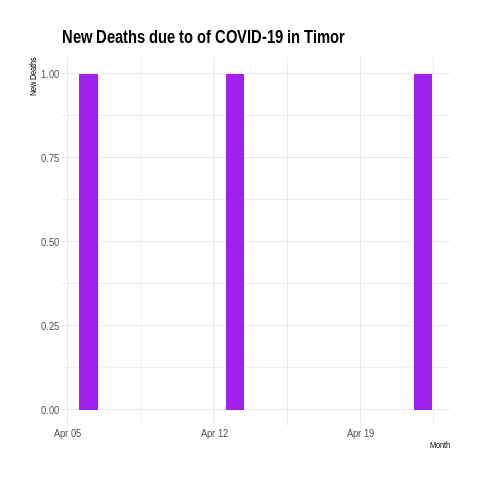 New Deaths due to of COVID-19 in Timor
New Deaths
1.00
0.75
0.50
0.25
0.00
Apr 05
Apr 12
Apr 19
Month